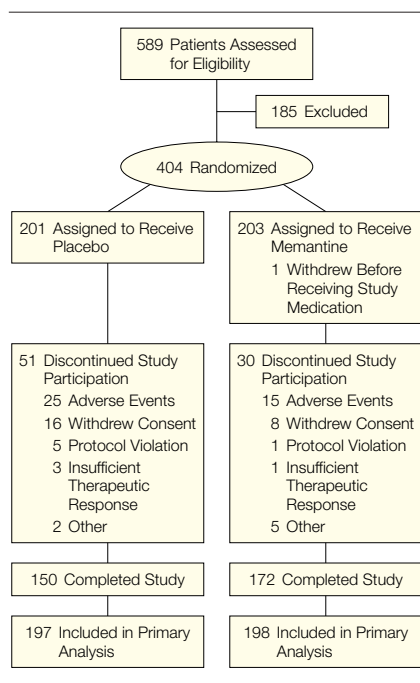 589 Patients Assessed
for Eligibility
185 Excluded
404 Randomized
201 Assigned to Receive
Placebo
203 Assigned to Receive
Memantine
1 Withdrew Before
Receiving Study
Medication
51 Discontinued Study
Participation
25 Adverse Events
16 Withdrew Consent
5 Protocol Violation
3 Insufficient
Therapeutic
Response
2 Other
30 Discontinued Study
Participation
15 Adverse Events
8 Withdrew Consent
1 Protocol Violation
1 Insufficient
Therapeutic
Response
5 Other
150 Completed Study
172 Completed Study
197 Included in Primary
Analysis
198 Included in Primary
Analysis